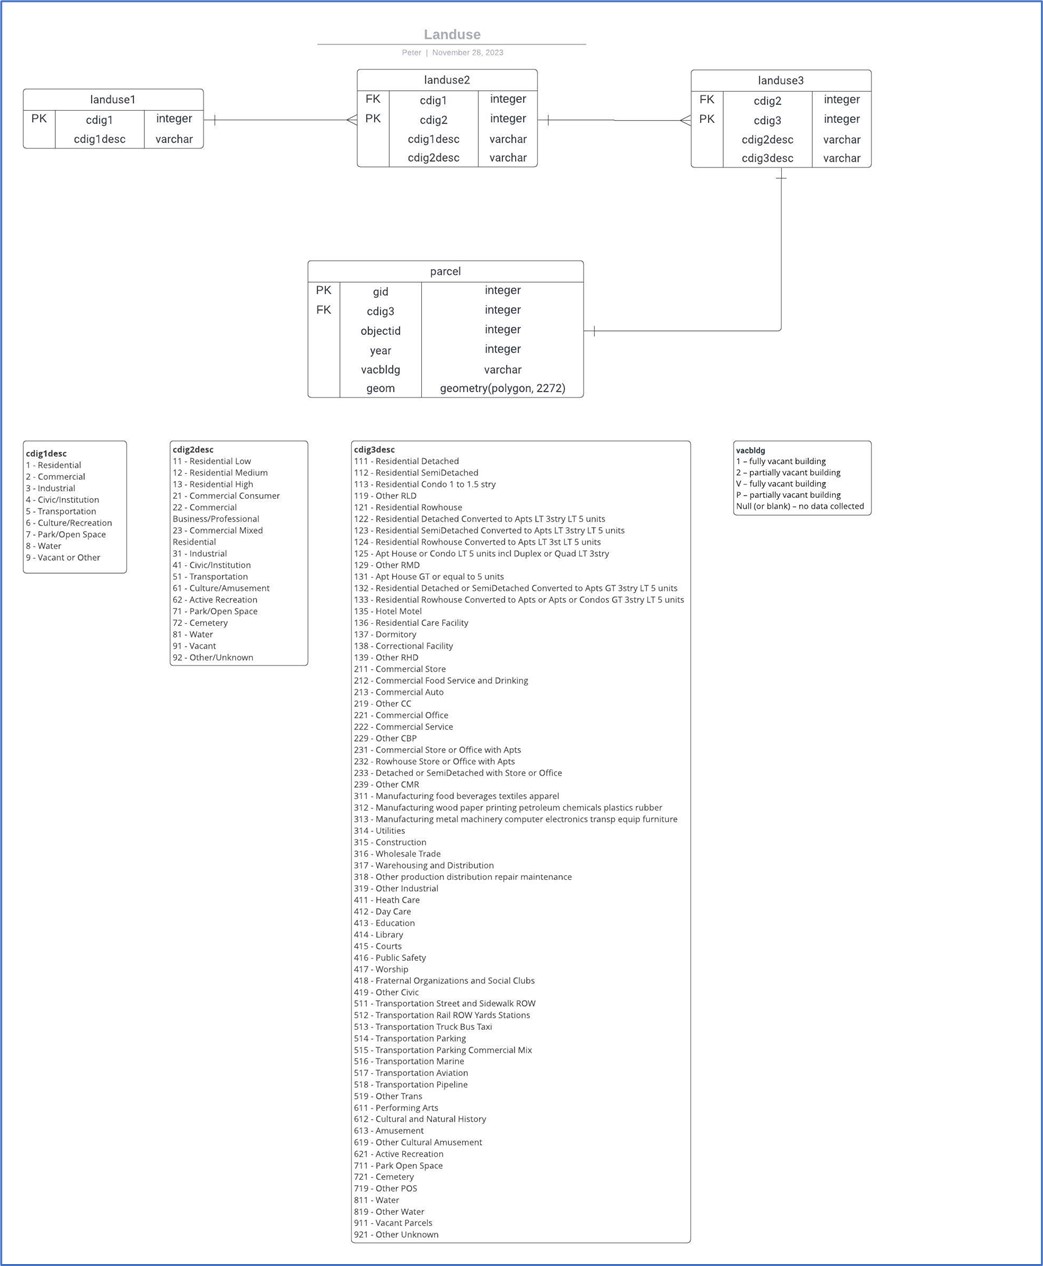 Landuse
Peter | November 28, 2023
landuse1
PK cdig1 integer
cdig1desc varchar
landuse2
FK cdig1 integer
PK cdig2 integer
cdig1desc varchar
cdig2desc varchar
landuse3
FK cdig2 integer
PK cdig3 integer
cdig2desc varchar
cdig3desc varchar
parcel
PK gid integer
FK cdig3 integer
objectid integer
year integer
vacbldg varchar
geom geometry(polygon, 2272)
cdig1desc
1 - Residential
2 - Commercial
3 - Industrial
4 - Civic/Institution
5 - Transportation
6 - Culture/Recreation
7 - Park/Open Space
8 - Water
9 - Vacant or Other
cdig2desc
11 - Residential Low
12 - Residential Medium
13 - Residential High
21 - Commercial Consumer
22 - Commercial
Business/Professional
23 - Commercial Mixed
Residential
31 - Industrial
41 - Civic/Institution
51 - Transportation
61 - Culture/Amusement
62 - Active Recreation
71 - Park/Open Space
72 - Cemetery
81 - Water
91 - Vacant
92 - Other/Unknown
cdig3desc
111 - Residential Detached
112 - Residential SemiDetached
113 - Residential Condo 1 to 1.5 stry
119 - Other RLD
121 - Residential Rowhouse
122 - Residential Detached Converted to Apts LT 3stry LT 5 units
123 - Residential SemiDetached Converted to Apts LT 3stry LT 5 units
124 - Residential Rowhouse Converted to Apts LT 3st LT 5 units
125 - Apt House or Condo LT 5 units incl Duplex or Quad LT 3stry
129 - Other RMD
131 - Apt House GT or equal to 5 units
132 - Residential Detached or SemiDetached Converted to Apts GT 3stry LT 5 units
133 - Residential Rowhouse Converted to Apts or Apts or Condos GT 3stry LT 5 units
135 - Hotel Motel
136 - Residential Care Facility
137 - Dormitory
138 - Correctional Facility
139 - Other RHD
211 - Commercial Store
212 - Commercial Food Service and Drinking
213 - Commercial Auto
219 - Other CC
221 - Commercial Office
222 - Commercial Service
229 - Other CBP
231 - Commercial Store or Office with Apts
232 - Rowhouse Store or Office with Apts
233 - Detached or SemiDetached with Store or Office
239 - Other CMR
311 - Manufacturing food beverages textiles apparel
312 - Manufacturing wood paper printing petroleum chemicals plastics rubber
313 - Manufacturing metal machinery computer electronics transp equip furniture
314 - Utilities
315 - Construction
316 - Wholesale Trade
317 - Warehousing and Distribution
318 - Other production distribution repair maintenance
319 - Other Industrial
411 - Heath Care
412 - Day Care
413 - Education
414 - Library
415 - Courts
416 - Public Safety
417 - Worship
418 - Fraternal Organizations and Social Clubs
419 - Other Civic
511 - Transportation Street and Sidewalk ROW
512 - Transportation Rail ROW Yards Stations
513 - Transportation Truck Bus Taxi
514 - Transportation Parking
515 - Transportation Parking Commercial Mix
516 - Transportation Marine
517 - Transportation Aviation
518 - Transportation Pipeline
519 - Other Trans
611 - Performing Arts
612 - Cultural and Natural History
613 - Amusement
619 - Other Cultural Amusement
621 - Active Recreation
711 - Park Open Space
721 - Cemetery
719 - Other POS
811 - Water
819 - Other Water
911 - Vacant Parcels
921 - Other Unknown
vacbldg
1 – fully vacant building
2 – partially vacant building
V – fully vacant building
P – partially vacant building
Null (or blank) – no data collected